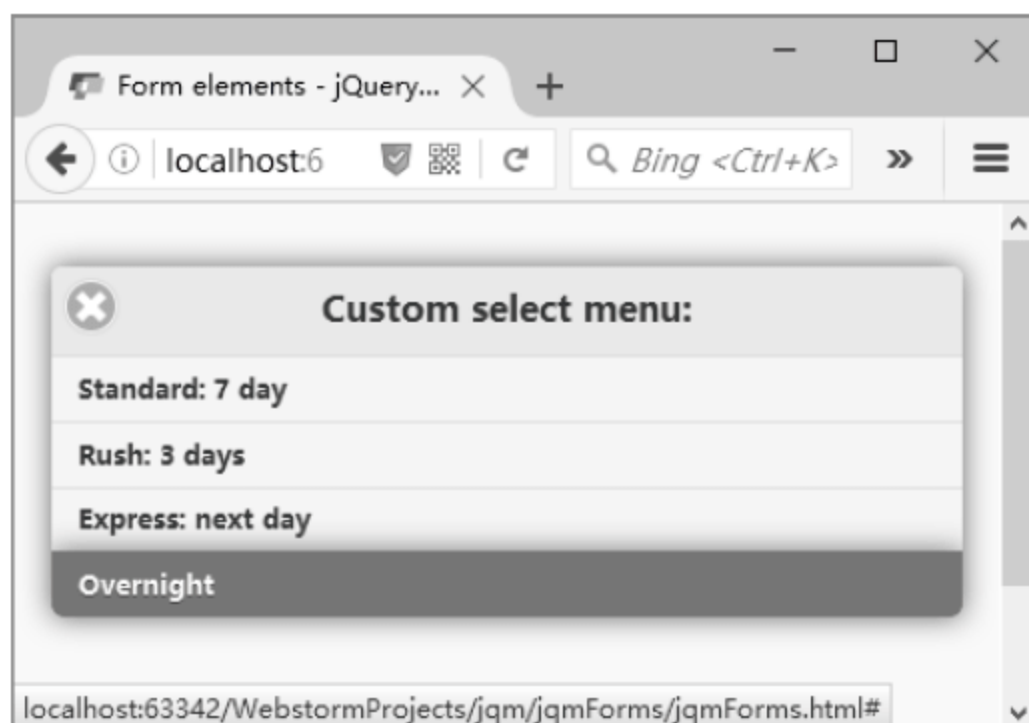 Form elements - jQuery...
localhost:6
Bing <Ctrl+K>
Custom select menu:
Standard: 7 day
Rush: 3 days
Express: next day
Overnight
localhost:63342/WebstormProjects/jqm/jqmForms/jqmForms.html#